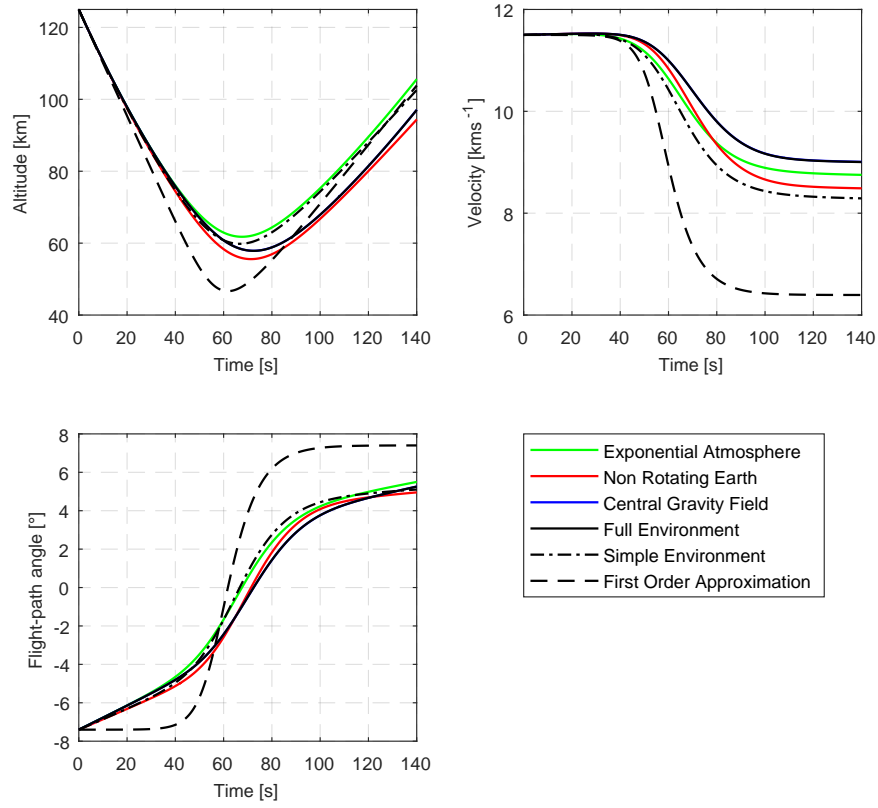 120
100
80
60
40
0 20 40 60 80 100 120 140
Time [s]
Altitude [km]
12
10
8
6
0 20 40 60 80 100 120 140
Time [s]
Velocity [kms⁻¹]
8
6
4
2
0
-2
-4
-6
-8
0 20 40 60 80 100 120 140
Time [s]
Flight-path angle [°]
Exponential Atmosphere
Non Rotating Earth
Central Gravity Field
Full Environment
Simple Environment
First Order Approximation